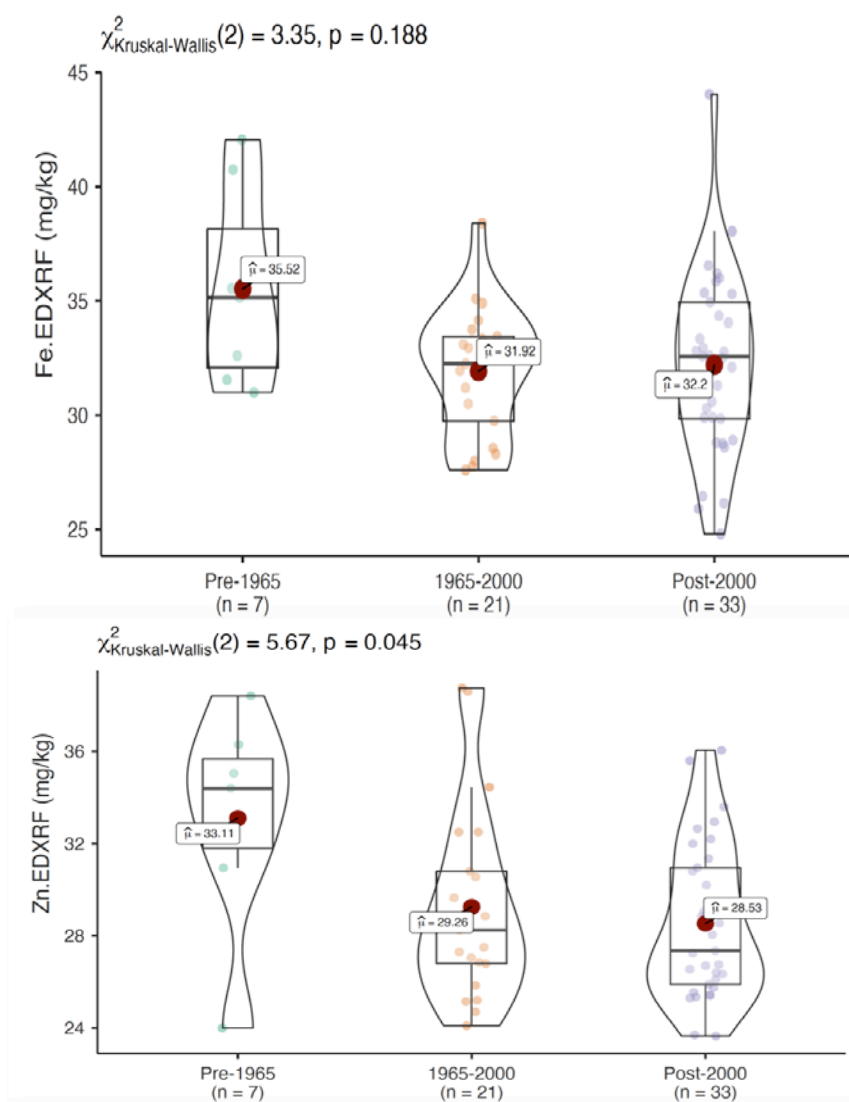 χ²Kruskal-Wallis(2) = 3.35, p = 0.188
Fe.EDXRF (mg/kg)
45
40
35
30
25
μ̂ = 35.52
μ̂ = 31.92
μ̂ = 32.2
Pre-1965 1965-2000 Post-2000
(n = 7) (n = 21) (n = 33)
χ²Kruskal-Wallis(2) = 5.67, p = 0.045
Zn.EDXRF (mg/kg)
36
32
28
24
μ̂ = 33.11
μ̂ = 29.26
μ̂ = 28.53
Pre-1965 1965-2000 Post-2000
(n = 7) (n = 21) (n = 33)